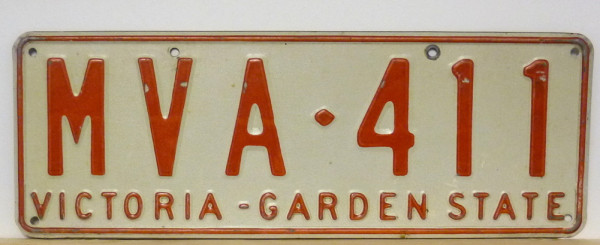 MVA·411
VICTORIA - GARDEN STATE